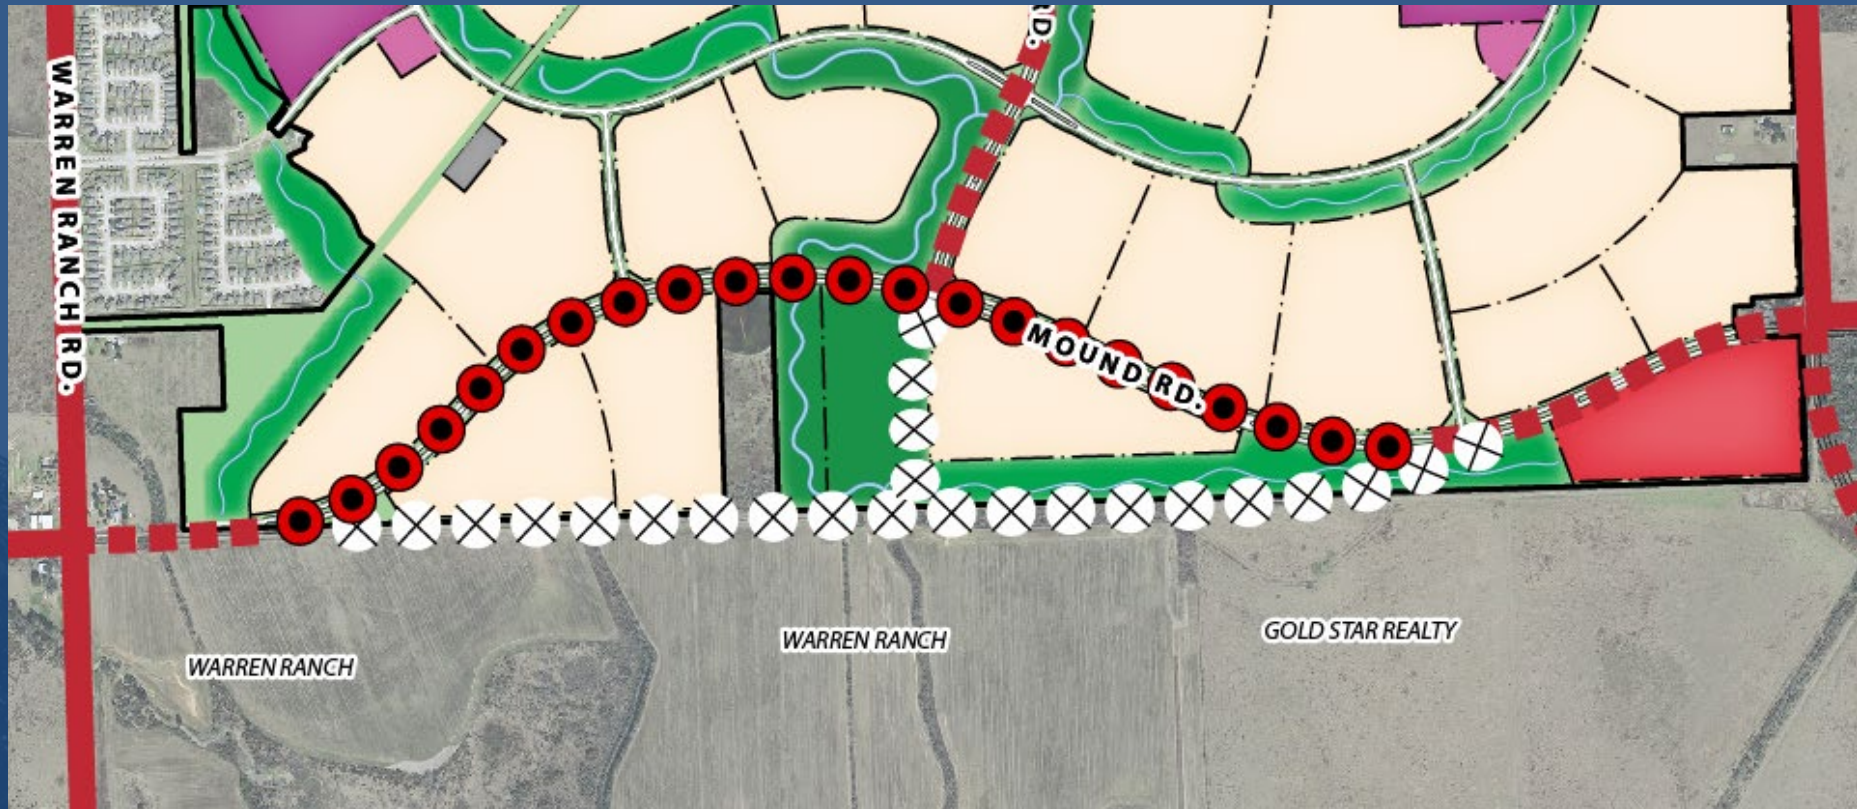 RD.
WARREN RANCH RD.
MOUND RD.
WARREN RANCH
WARREN RANCH
GOLD STAR REALTY